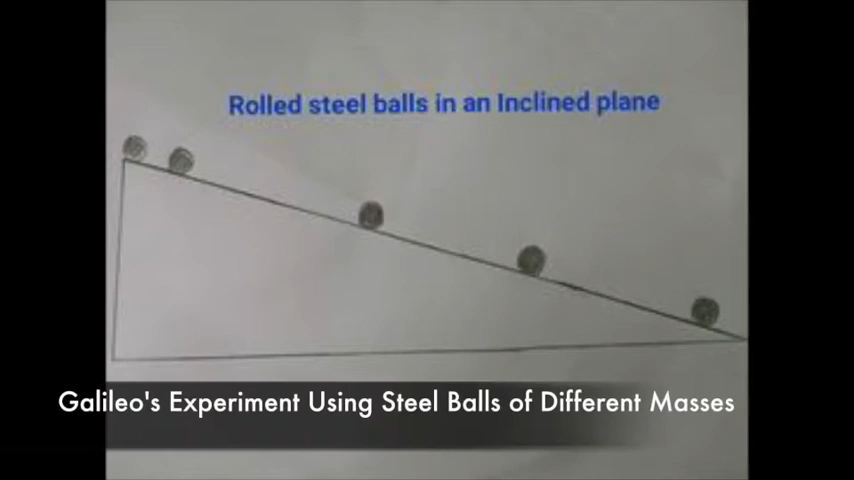 Rolled steel balls in an Inclined plane
Galileo's Experiment Using Steel Balls of Different Masses